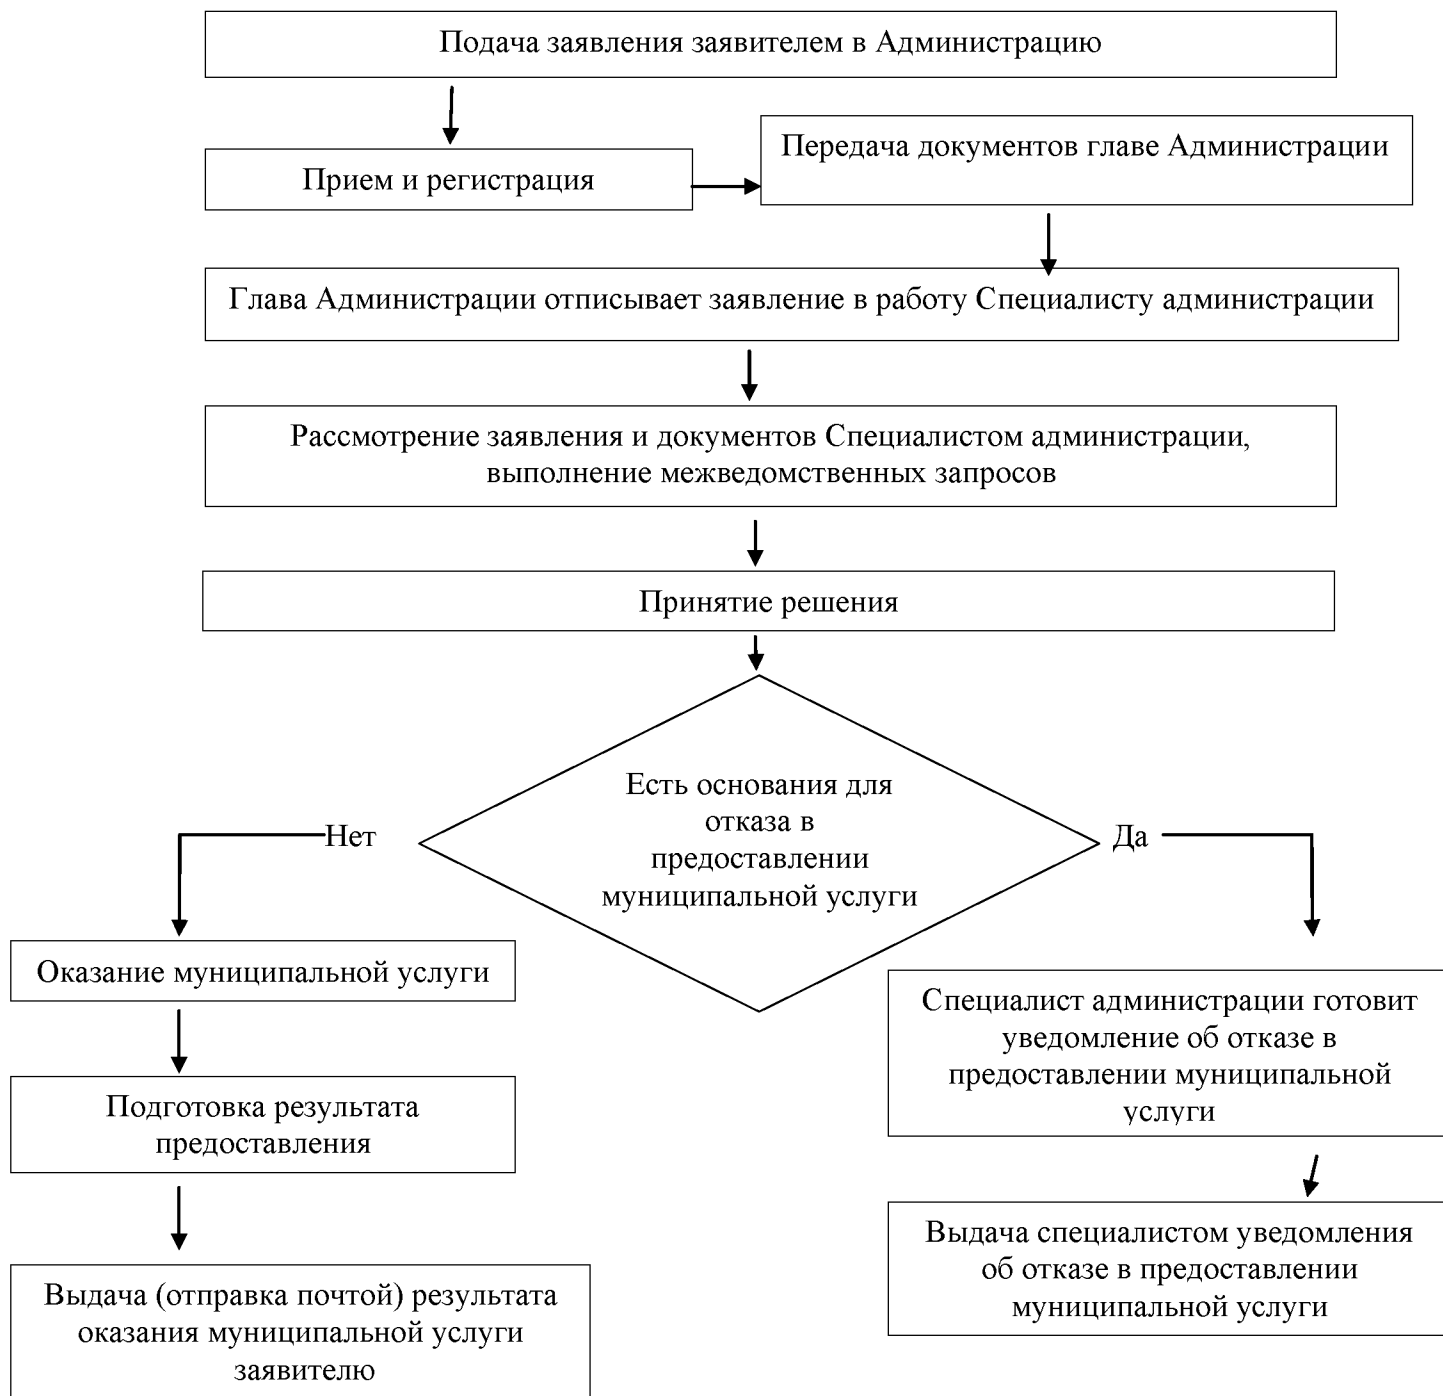 Подача заявления заявителем в Администрацию
Передача документов главе Администрации
Прием и регистрация
Глава Администрации отписывает заявление в работу Специалисту администрации
Рассмотрение заявления и документов Специалистом администрации,
выполнение межведомственных запросов
Принятие решения
Есть основания для
отказа в
предоставлении
муниципальной услуги
Нет
Да
Оказание муниципальной услуги
Специалист администрации готовит
уведомление об отказе в
предоставлении муниципальной
услуги
Подготовка результата
предоставления
Выдача специалистом уведомления
об отказе в предоставлении
муниципальной услуги
Выдача (отправка почтой) результата
оказания муниципальной услуги
заявителю